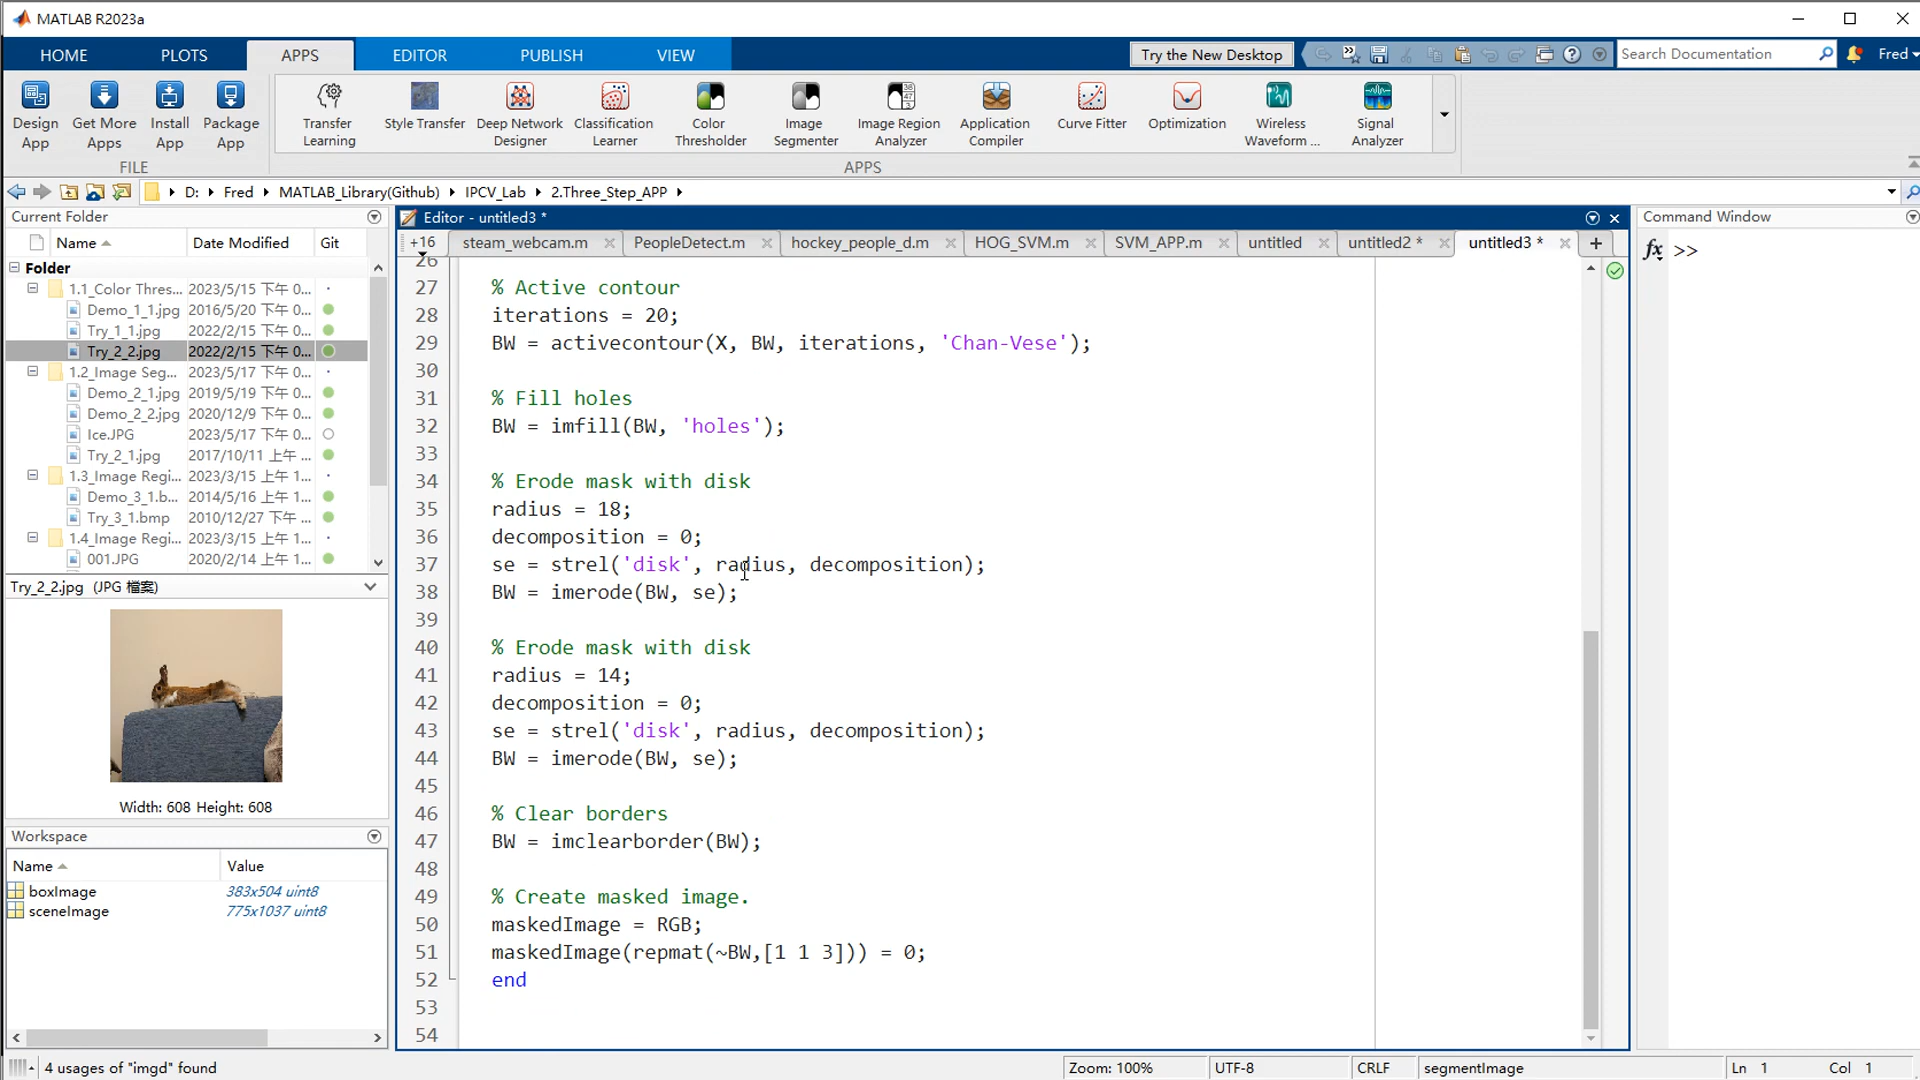 MATLAB R2023a
HOME PLOTS APPS EDITOR PUBLISH VIEW
Try the New Desktop
Search Documentation
Fred
Design App
Get More Apps
Install App
Package App
FILE
Transfer Learning
Style Transfer
Deep Network Designer
Classification Learner
Color Thresholder
Image Segmenter
Image Region Analyzer
Application Compiler
Curve Fitter
Optimization
Wireless Waveform ...
Signal Analyzer
APPS
D: Fred MATLAB_Library(Github) IPCV_Lab 2.Three_Step_APP
Current Folder
Name Date Modified Git
Folder
1.1_Color Thres... 2023/5/15 下午 0...
Demo_1_1.jpg 2016/5/20 下午 0...
Try_1_1.jpg 2022/2/15 下午 0...
Try_2_2.jpg 2022/2/15 下午 0...
1.2_Image Seg... 2023/5/17 下午 0...
Demo_2_1.jpg 2019/5/19 下午 0...
Demo_2_2.jpg 2020/12/9 下午 0...
Ice.JPG 2023/5/17 下午 0...
Try_2_1.jpg 2017/10/11 上午 ...
1.3_Image Regi... 2023/3/15 上午 1...
Demo_3_1.b... 2014/5/16 上午 1...
Try_3_1.bmp 2010/12/27 下午 ...
1.4_Image Regi... 2023/3/15 上午 1...
001.JPG 2020/2/14 上午 1...
Try_2_2.jpg (JPG 檔案)
Width: 608 Height: 608
Workspace
Name Value
boxImage 383x504 uint8
sceneImage 775x1037 uint8
Editor - untitled3 *
+16 steam_webcam.m PeopleDetect.m hockey_people_d.m HOG_SVM.m SVM_APP.m untitled untitled2 * untitled3 *
26
27 % Active contour
28 iterations = 20;
29 BW = activecontour(X, BW, iterations, 'Chan-Vese');
30
31 % Fill holes
32 BW = imfill(BW, 'holes');
33
34 % Erode mask with disk
35 radius = 18;
36 decomposition = 0;
37 se = strel('disk', radius, decomposition);
38 BW = imerode(BW, se);
39
40 % Erode mask with disk
41 radius = 14;
42 decomposition = 0;
43 se = strel('disk', radius, decomposition);
44 BW = imerode(BW, se);
45
46 % Clear borders
47 BW = imclearborder(BW);
48
49 % Create masked image.
50 maskedImage = RGB;
51 maskedImage(repmat(~BW,[1 1 3])) = 0;
52 end
53
54
Command Window
fx >>
4 usages of "imgd" found
Zoom: 100% UTF-8 CRLF segmentImage Ln 1 Col 1